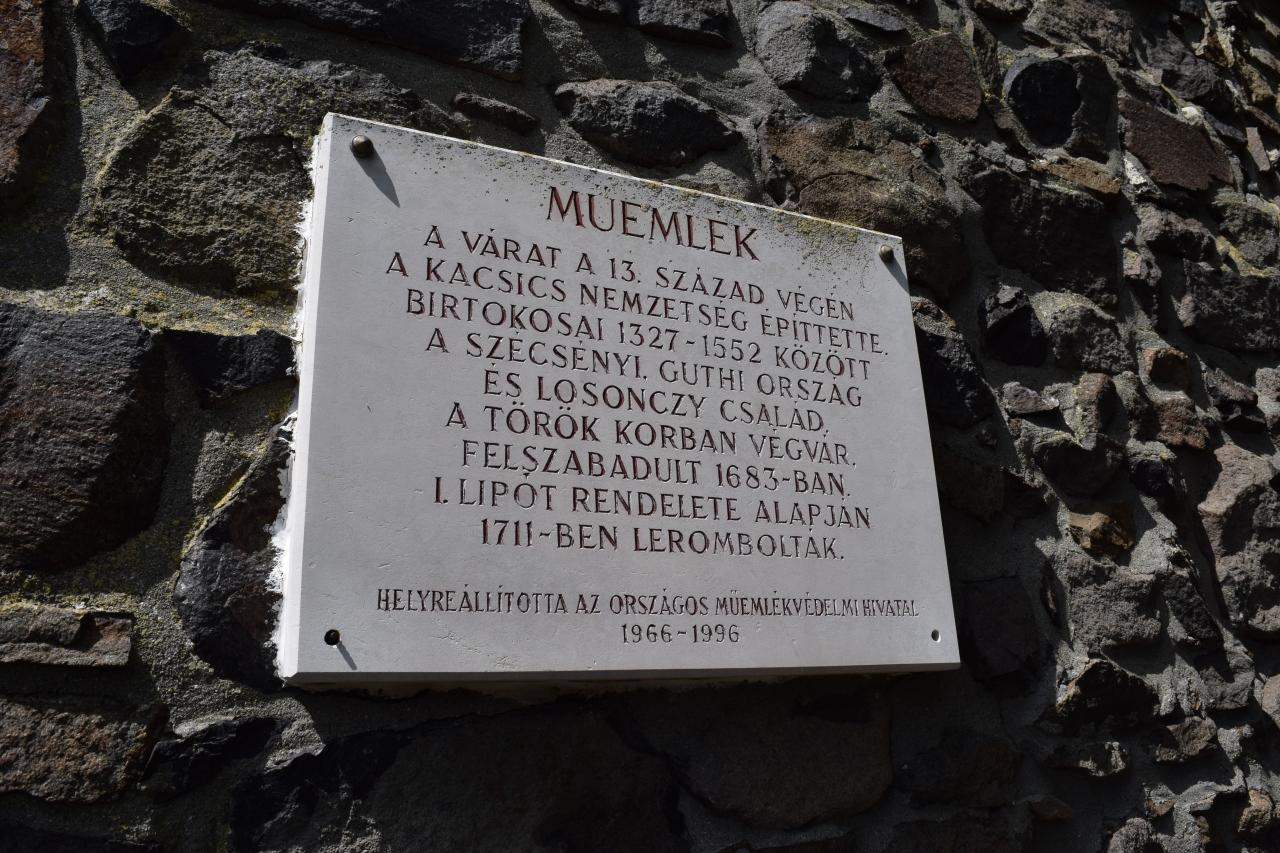 MUEMLÉK
A VÁRAT A 13. SZÁZAD VÉGÉN
A KACSICS NEMZETSÉG ÉPÍTTETTE.
BIRTOKOSAI 1327-1552 KÖZÖTT
A SZÉCSÉNYI, GUTHI ORSZÁG
ÉS LOSONCZY CSALÁD.
A TÖRÖK KORBAN VÉGVÁR.
FELSZABADULT 1683-BAN.
I. LIPÓT RENDELETE ALAPJÁN
1711-BEN LEROMBOLTÁK.
HELYREÁLLÍTOTTA AZ ORSZÁGOS MŰEMLÉKVÉDELMI HIVATAL
1966-1996